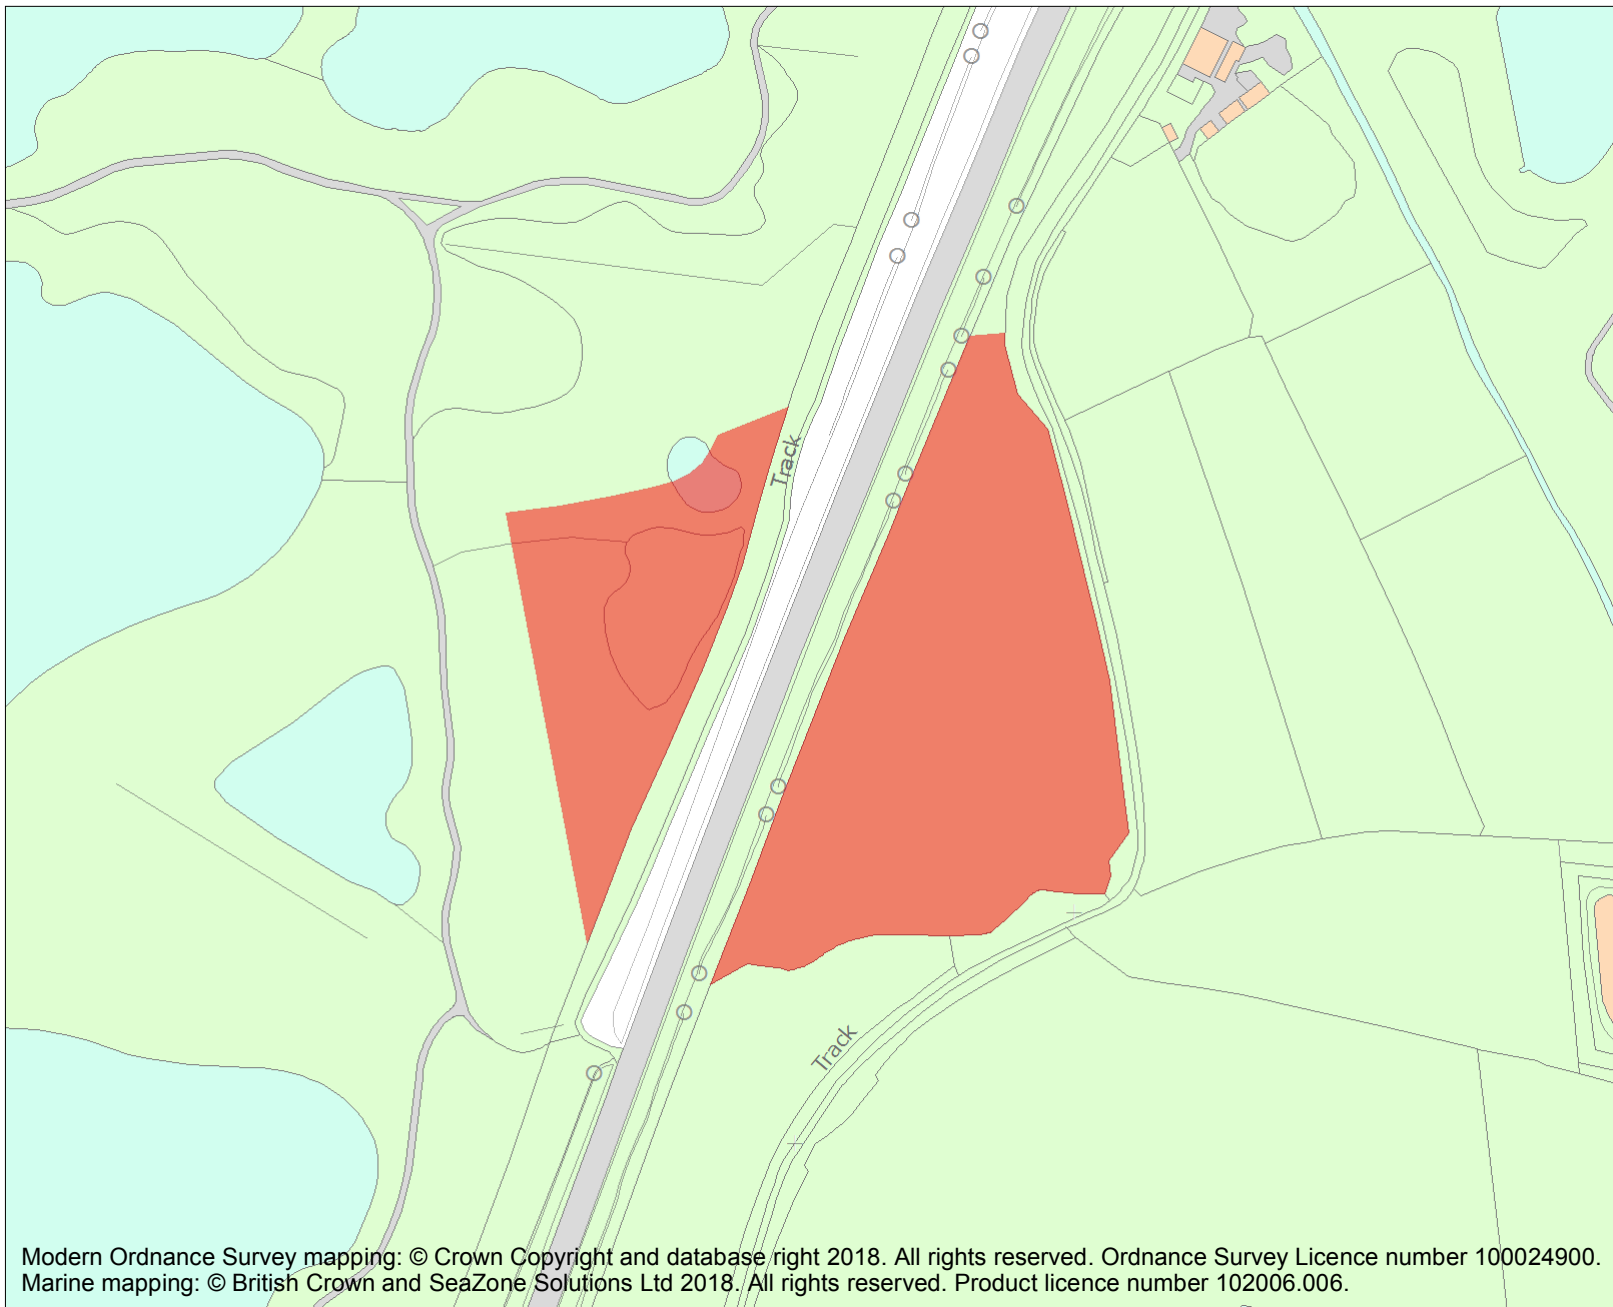 Track
Track
Modern Ordnance Survey mapping: © Crown Copyright and database right 2018. All rights reserved. Ordnance Survey Licence number 100024900.
Marine mapping: © British Crown and SeaZone Solutions Ltd 2018. All rights reserved. Product licence number 102006.006.